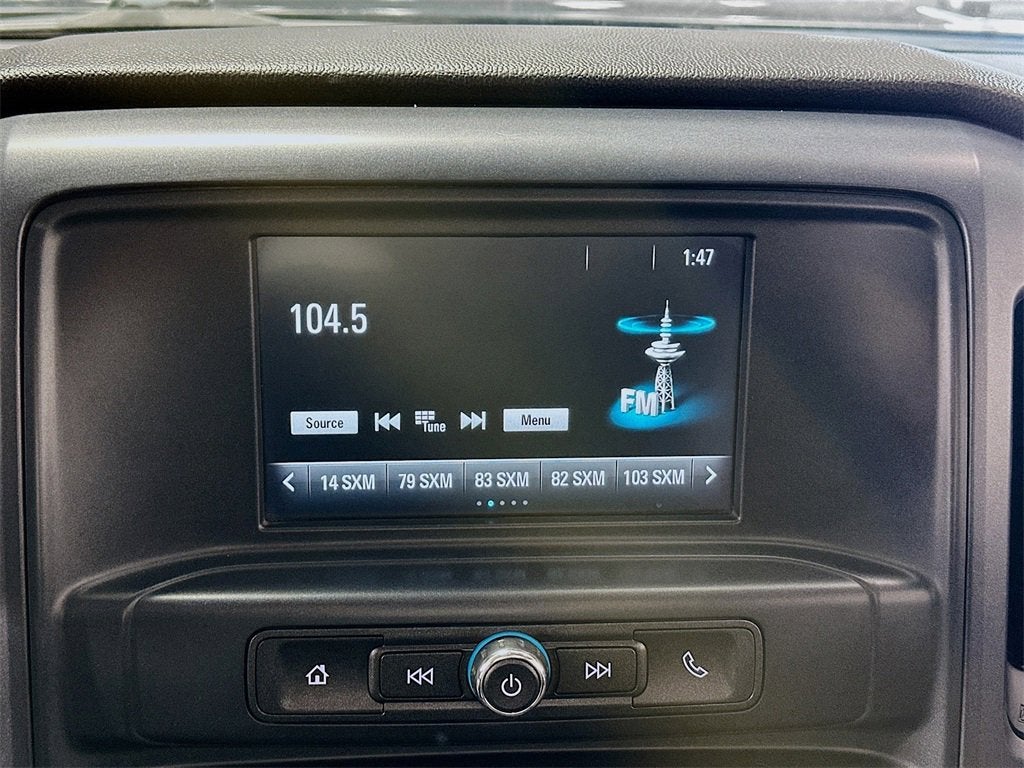 1:47
104.5
FM
Source Tune Menu
14 SXM 79 SXM 83 SXM 82 SXM 103 SXM